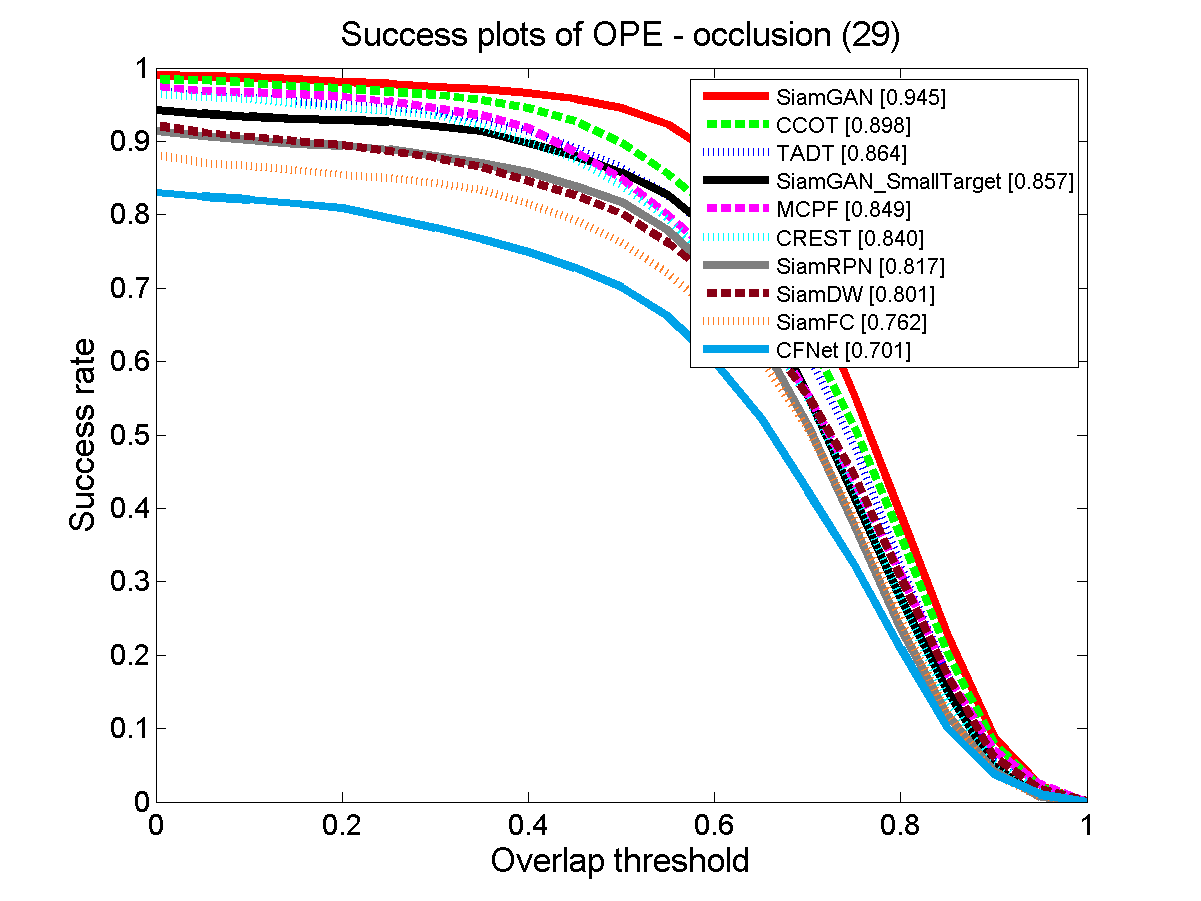 Success plots of OPE - occlusion (29)
Success rate
1
0.9
0.8
0.7
0.6
0.5
0.4
0.3
0.2
0.1
0
SiamGAN [0.945]
CCOT [0.898]
TADT [0.864]
SiamGAN_SmallTarget [0.857]
MCPF [0.849]
CREST [0.840]
SiamRPN [0.817]
SiamDW [0.801]
SiamFC [0.762]
CFNet [0.701]
0 0.2 0.4 0.6 0.8 1
Overlap threshold